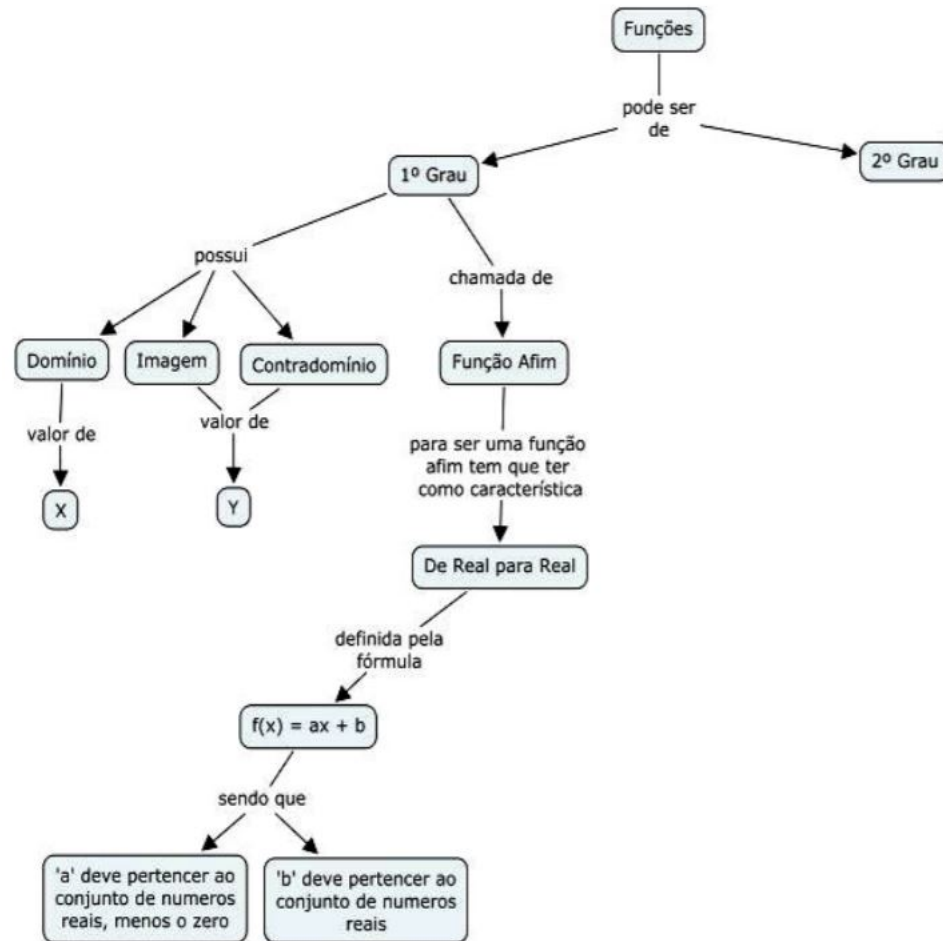 Funções
pode ser
de
1º Grau
2º Grau
possui
chamada de
Domínio
Imagem
Contradomínio
Função Afim
valor de
valor de
para ser uma função
afim tem que ter
como característica
X
Y
De Real para Real
definida pela
fórmula
f(x) = ax + b
sendo que
'a' deve pertencer ao
conjunto de numeros
reais, menos o zero
'b' deve pertencer ao
conjunto de numeros
reais